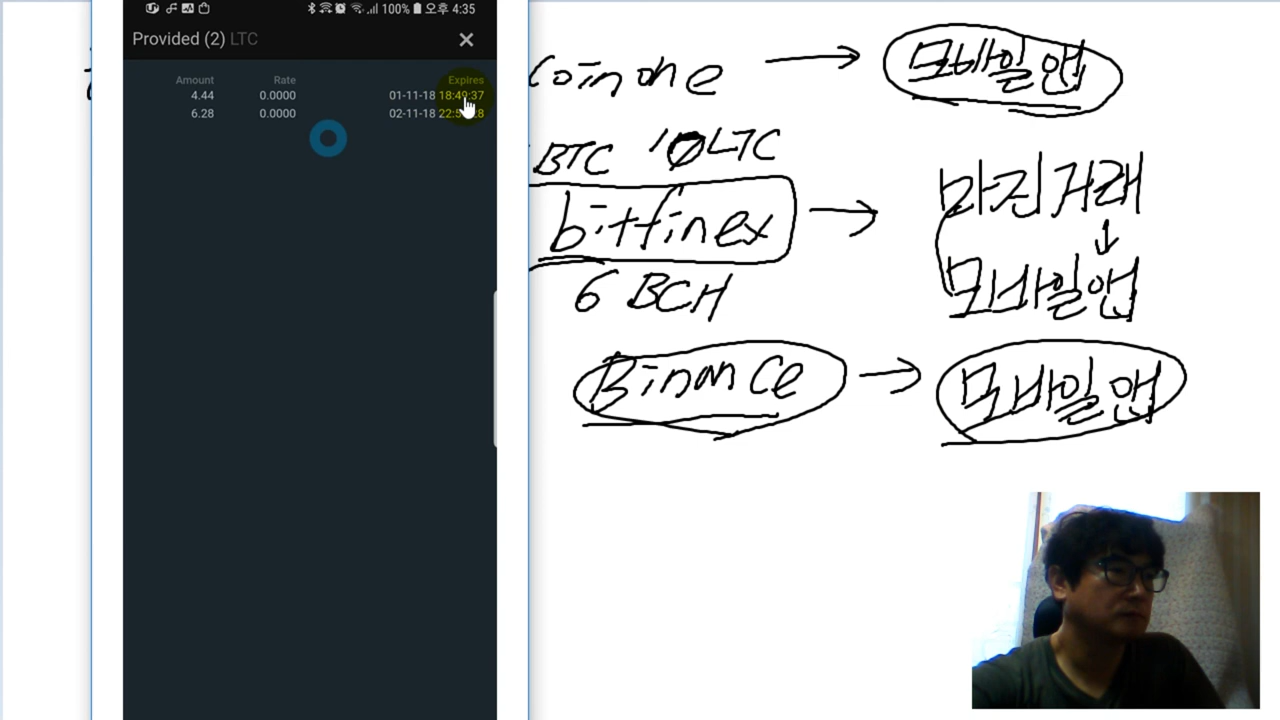 100% 오후 4:35
Provided (2) LTC
Amount Rate Expires
4.44 0.0000 01-11-18 18:49:37
6.28 0.0000 02-11-18
coinone → 모바일앱
BTC 10LTC
bitfinex → 마진거래
↓
모바일앱
6 BCH
Binance → 모바일앱